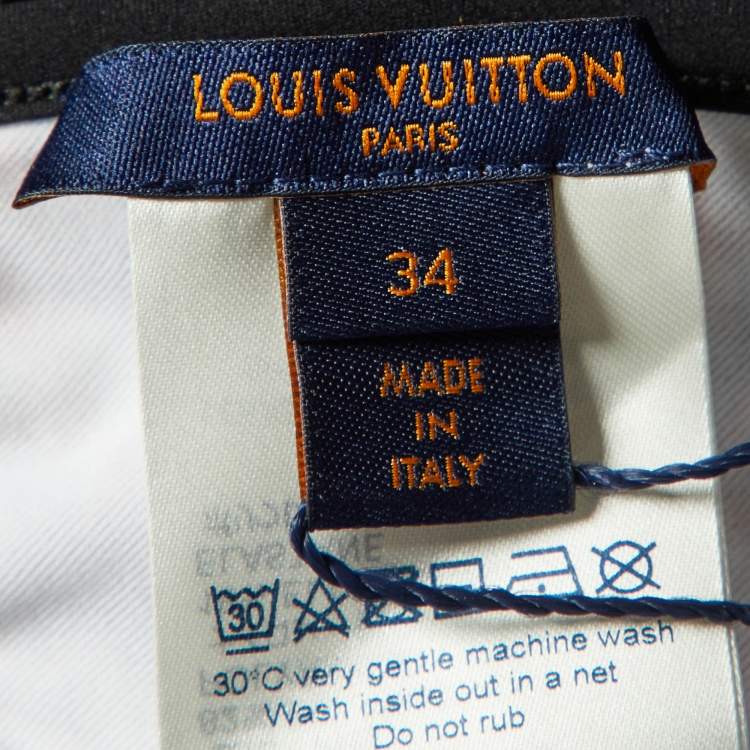 LOUIS VUITTON
PARIS
34
MADE
IN
ITALY
30
30°C very gentle machine wash
Wash inside out in a net
Do not rub